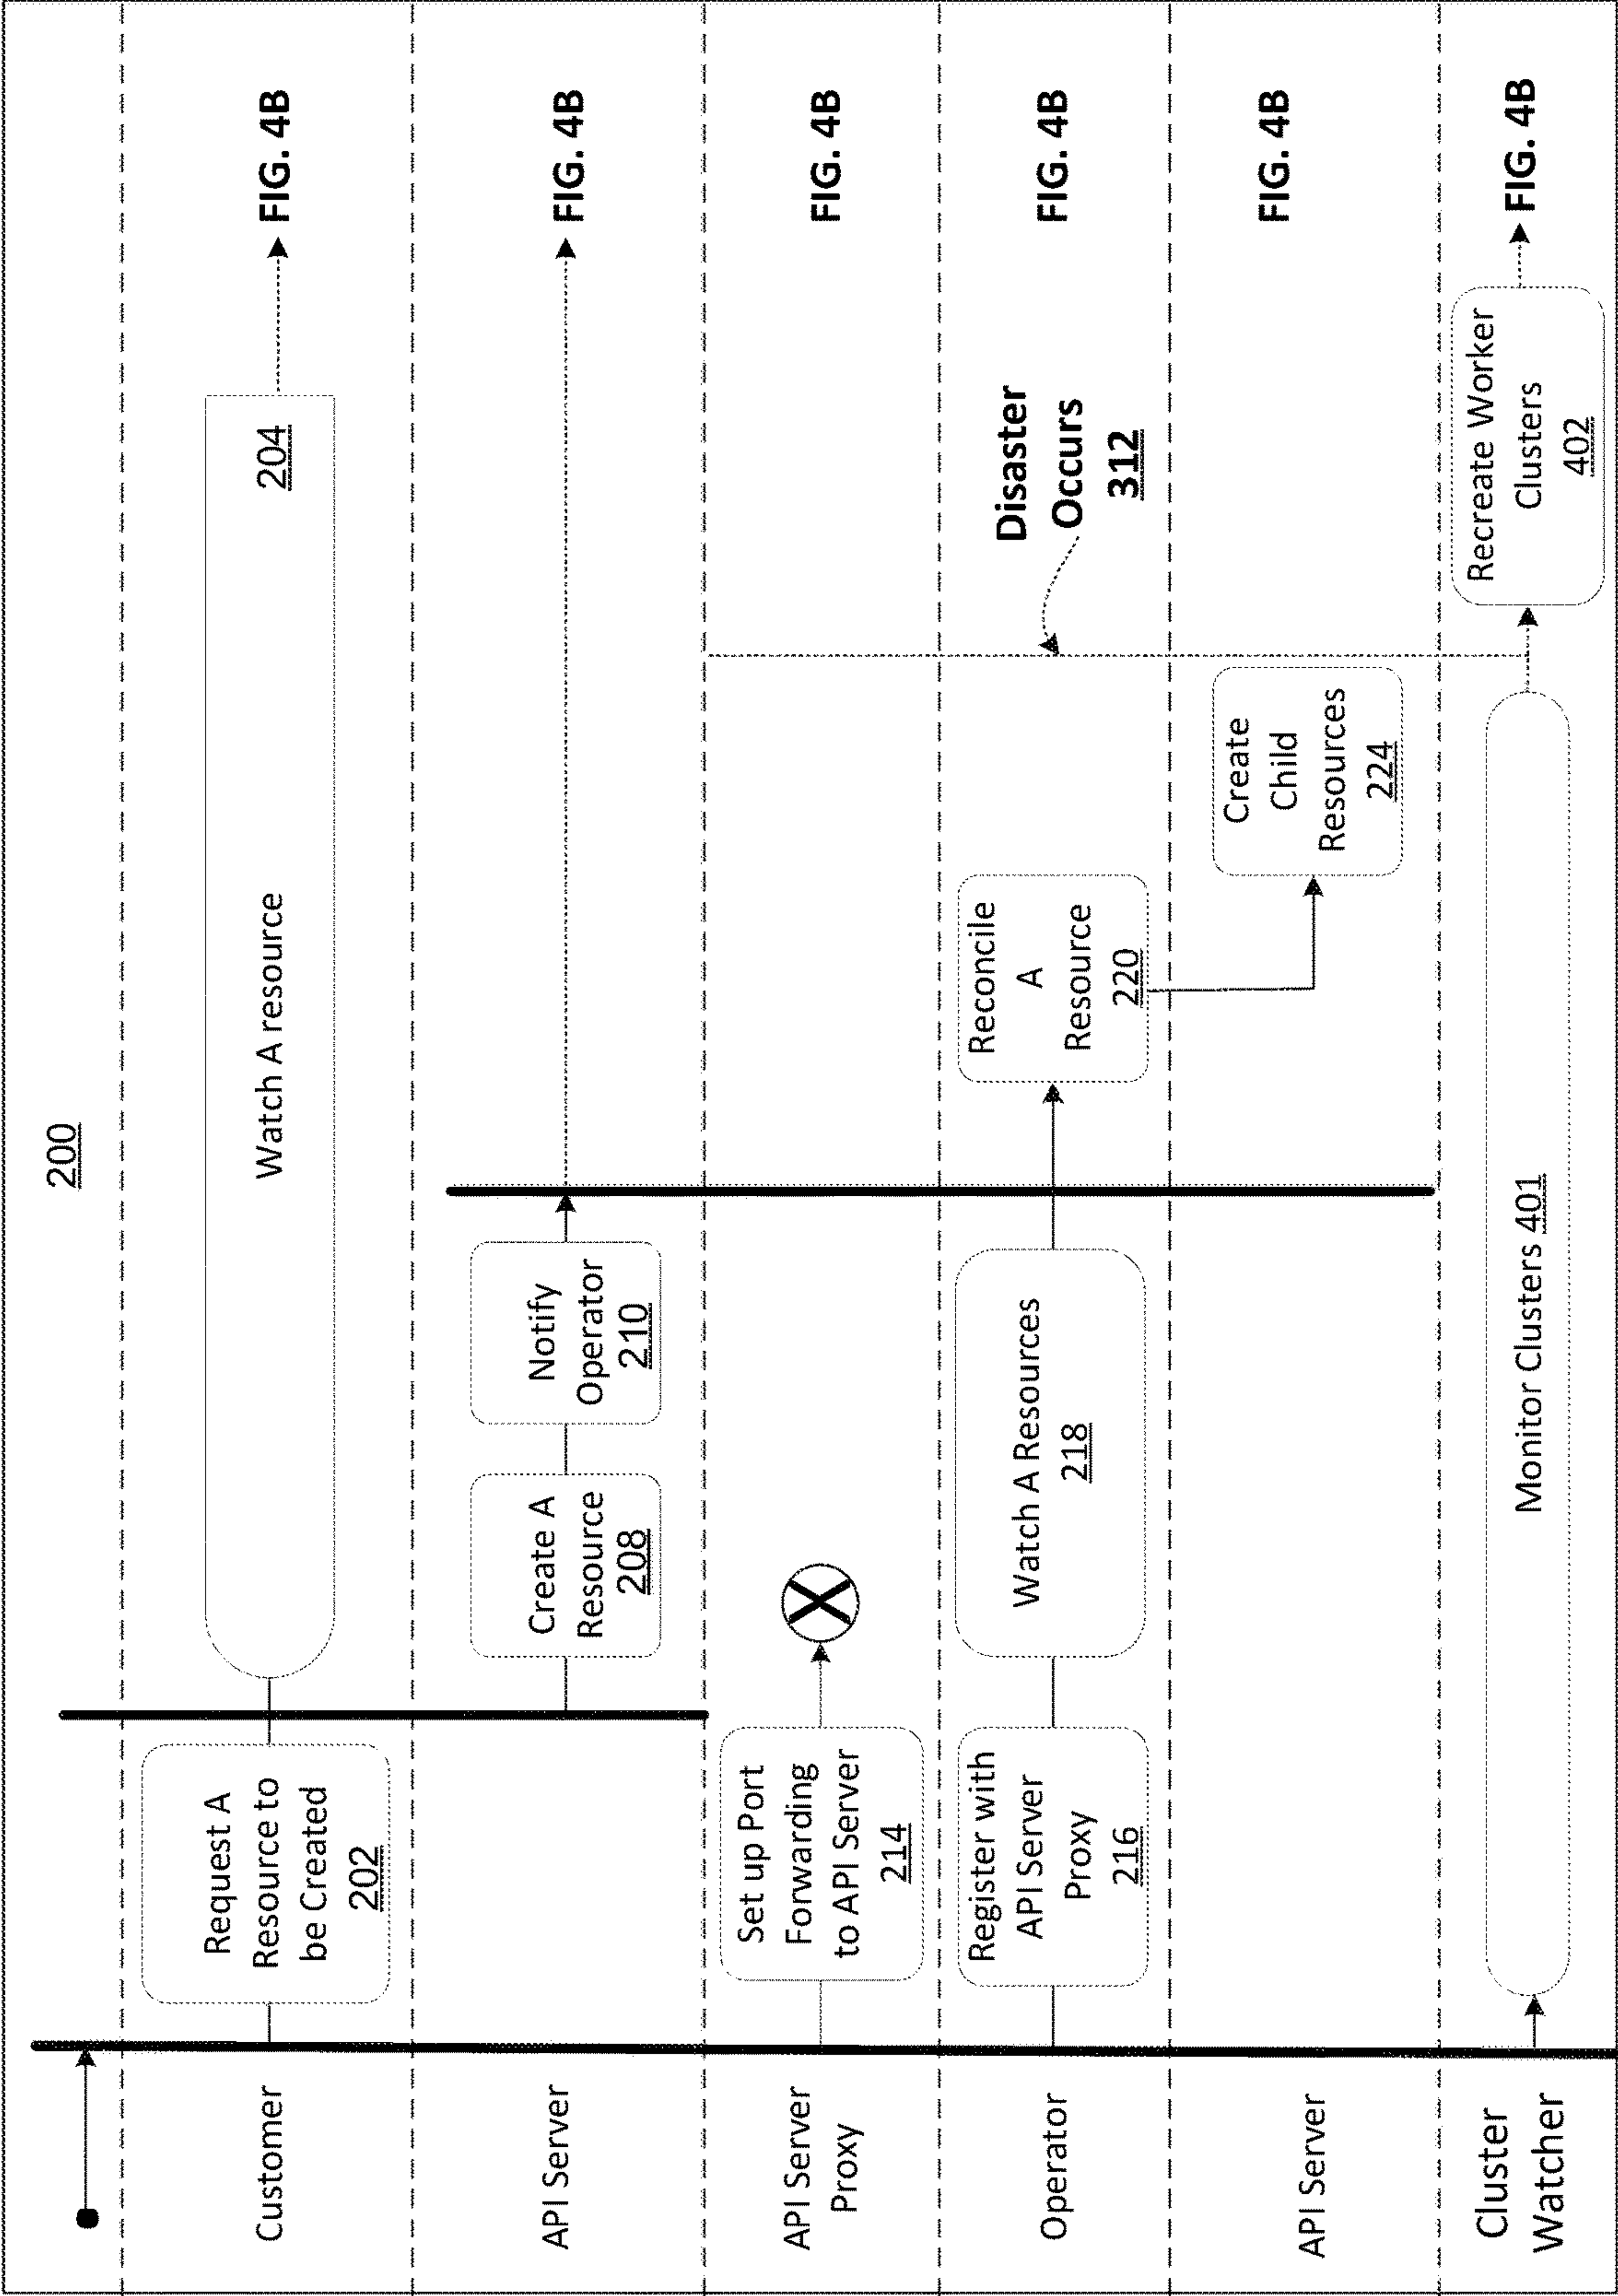 200
Customer
Request A
Resource to
be Created
202
Watch A resource
204
FIG. 4B
API Server
Create A
Resource
208
Notify
Operator
210
FIG. 4B
API Server
Proxy
Set up Port
Forwarding
to API Server
214
X
FIG. 4B
Operator
Register with
API Server
Proxy
216
Watch A Resources
218
Reconcile
A
Resource
220
Disaster
Occurs
312
FIG. 4B
API Server
Create
Child
Resources
224
FIG. 4B
Cluster
Watcher
Monitor Clusters 401
Recreate Worker
Clusters
402
FIG. 4B